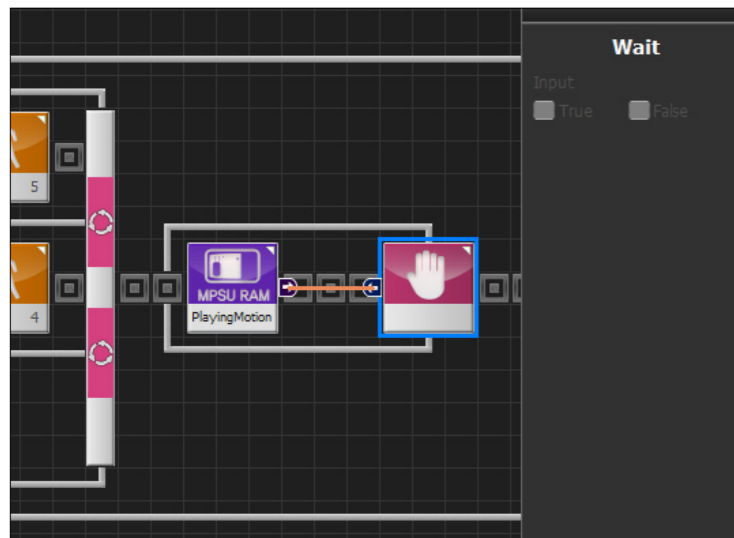 Wait
Input
True False
5
MPSU RAM
PlayingMotion
4